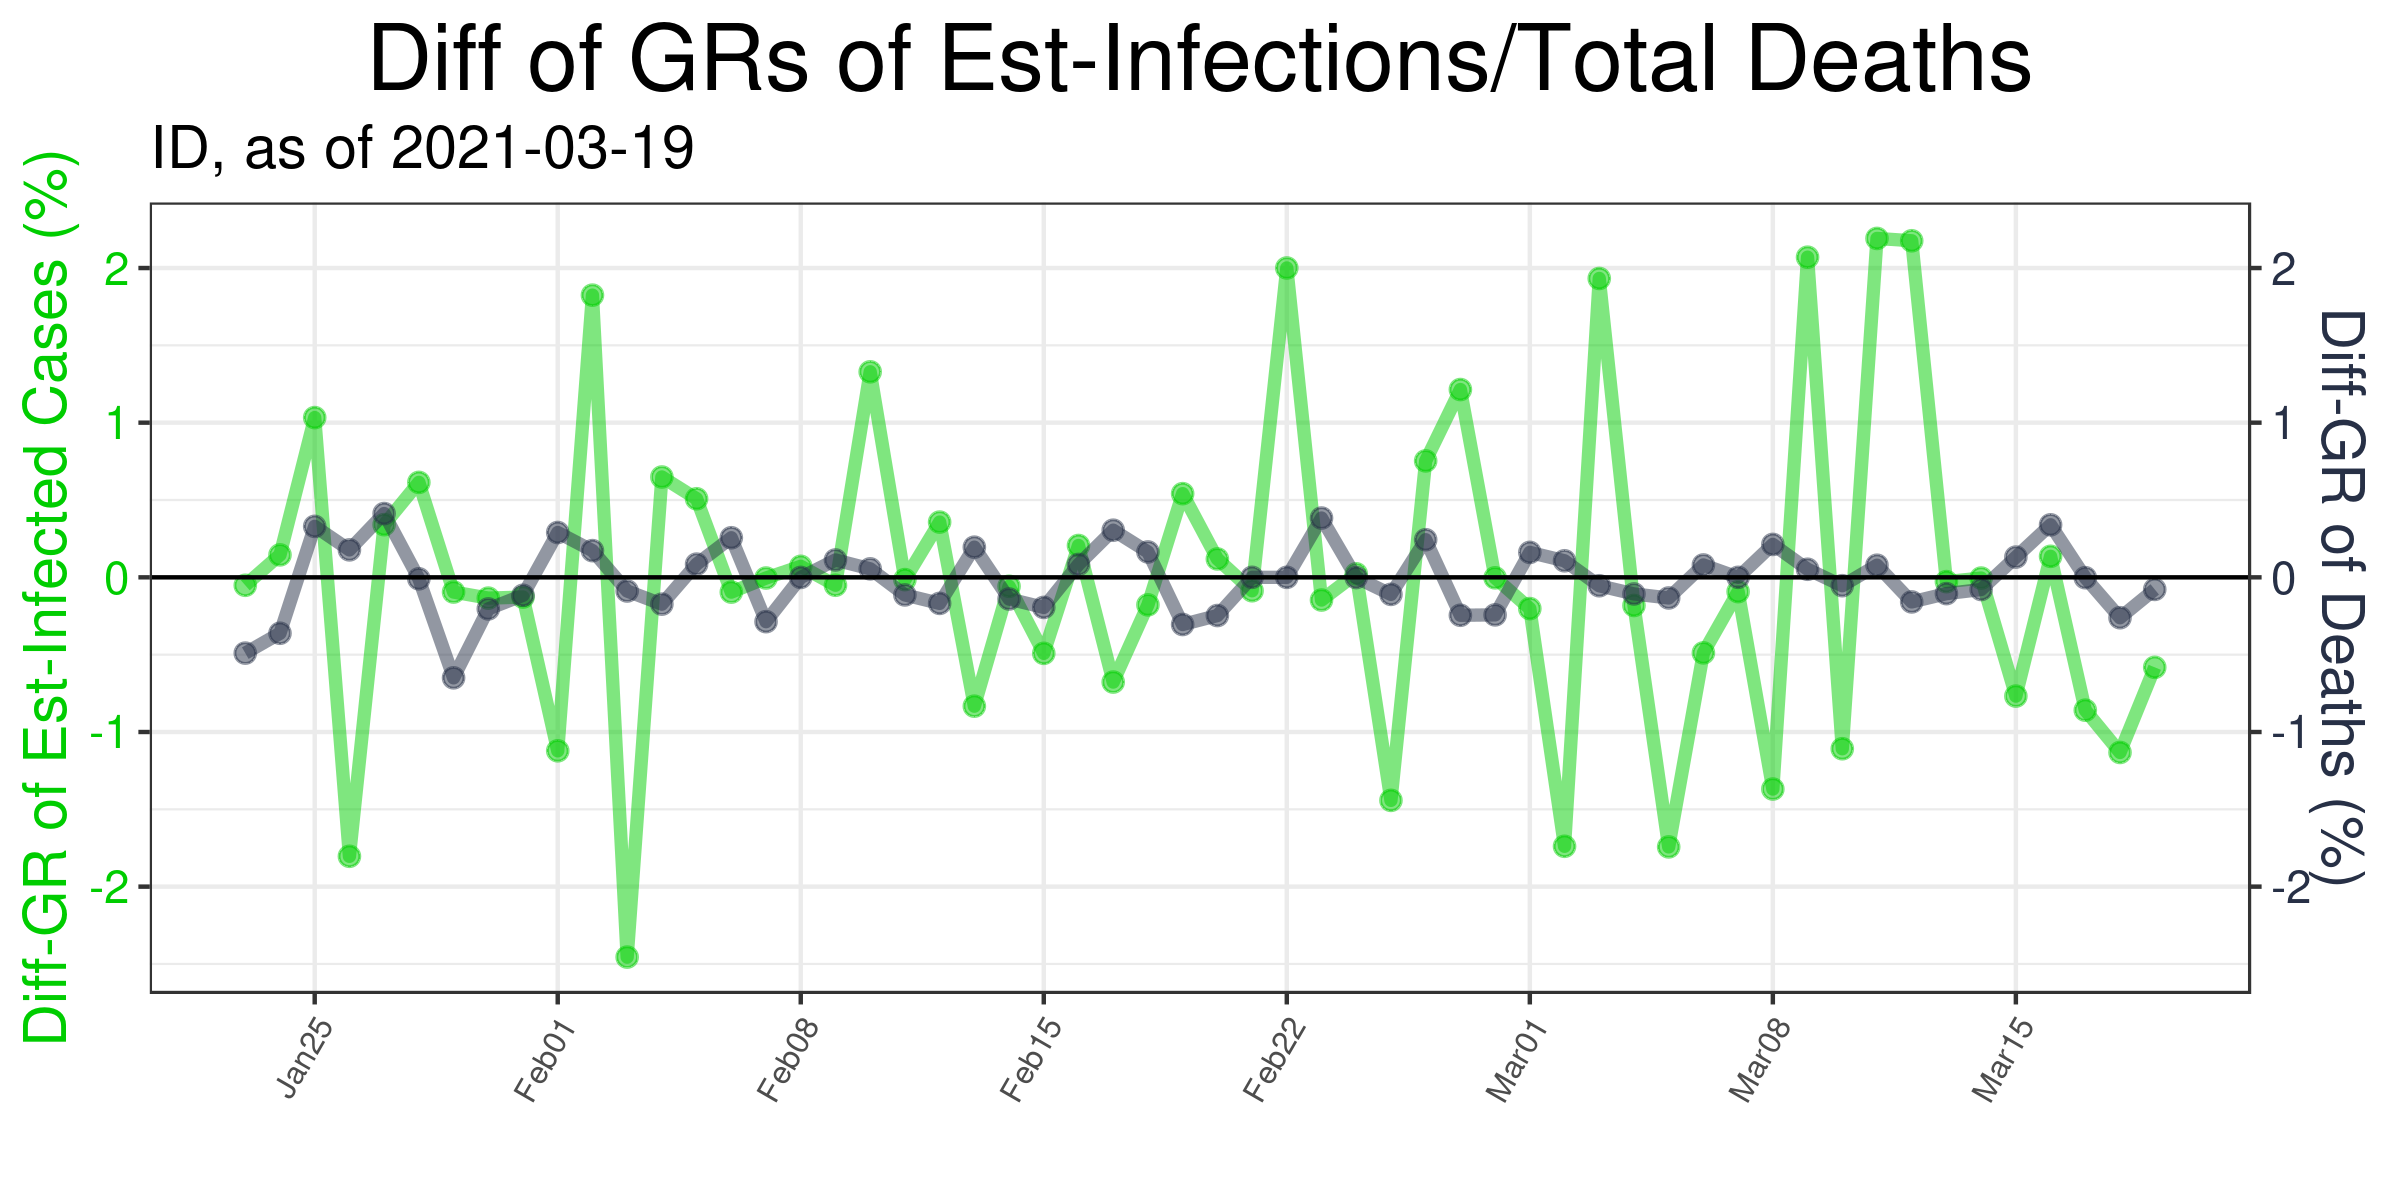 Diff of GRs of Est-Infections/Total Deaths
ID, as of 2021-03-19
Diff-GR of Est-Infected Cases (%)
2
1
0
-1
-2
2
1
0
-1
-2
Diff-GR of Deaths (%)
Jan25
Feb01
Feb08
Feb15
Feb22
Mar01
Mar08
Mar15